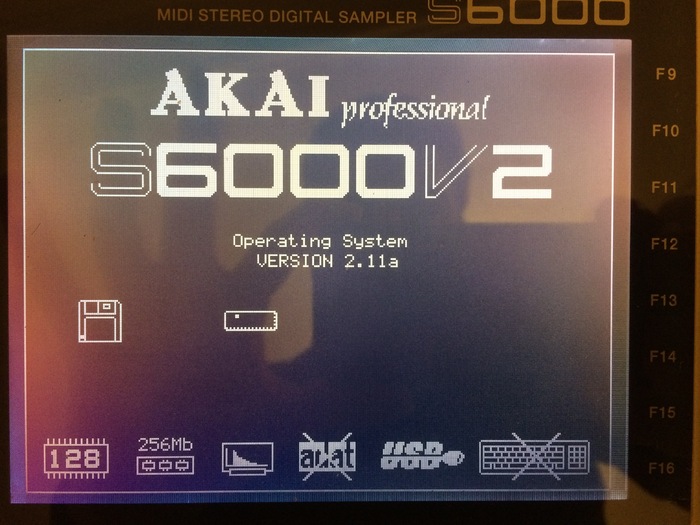 MIDI STEREO DIGITAL SAMPLER S6000
AKAI professional
S6000V2
Operating System
VERSION 2.11a
128
256Mb
adat
USB
F9
F10
F11
F12
F13
F14
F15
F16